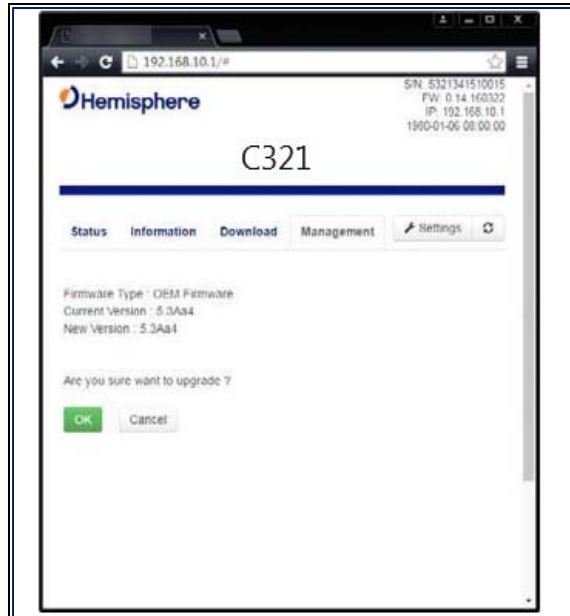 192.168.10.1/#
Hemisphere
S/N: 5321341510015
FW: 0.14.160322
IP: 192.168.10.1
1980-01-06 08:00:00
C321
Status Information Download Management Settings
Firmware Type : OEM Firmware
Current Version : 5.3Aa4
New Version : 5.3Aa4
Are you sure want to upgrade ?
OK Cancel